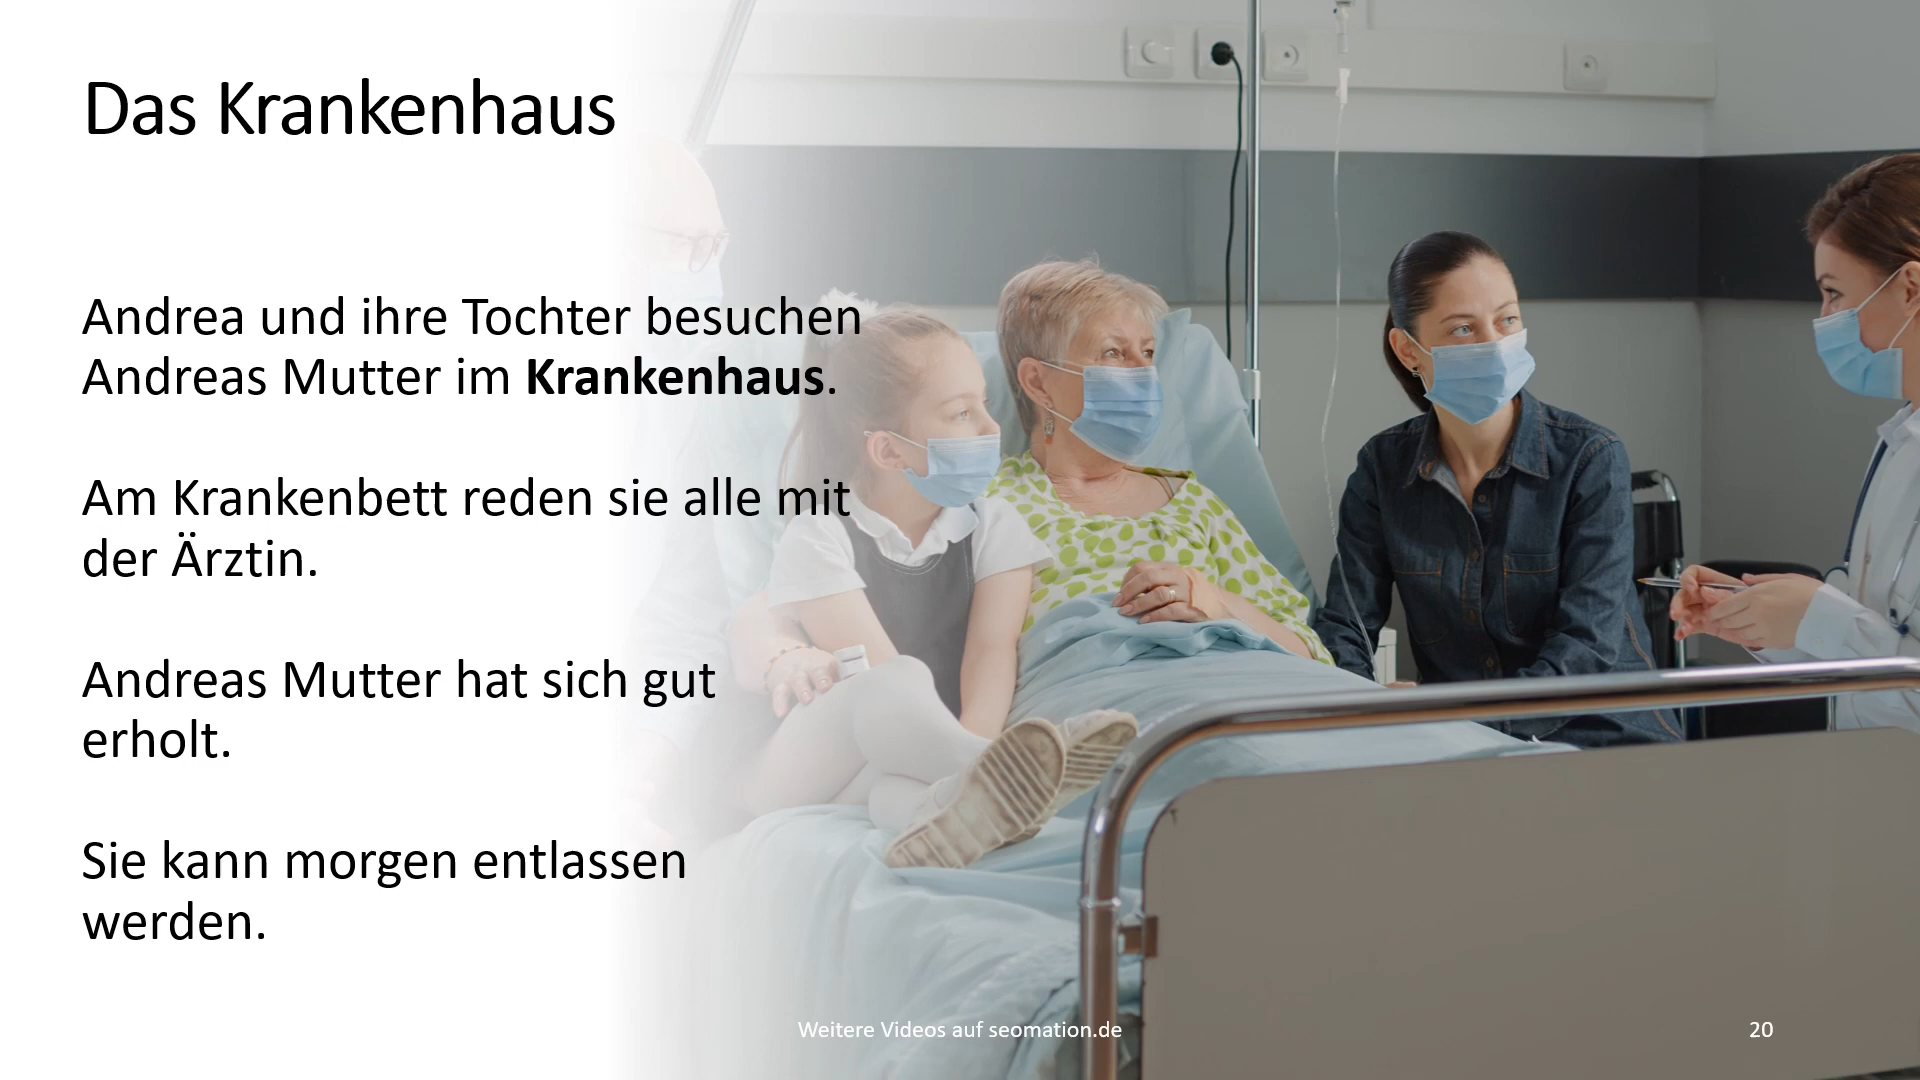 Das Krankenhaus
Andrea und ihre Tochter besuchen
Andreas Mutter im Krankenhaus.
Am Krankenbett reden sie alle mit
der Ärztin.
Andreas Mutter hat sich gut
erholt.
Sie kann morgen entlassen
werden.
Weitere Videos auf seomation.de
20